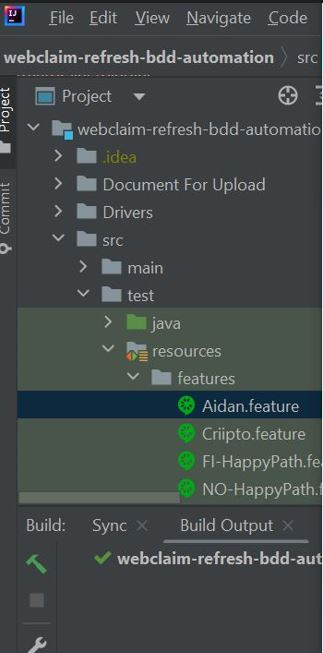 IJ File Edit View Navigate Code
webclaim-refresh-bdd-automation src
Project
Project
Commit
webclaim-refresh-bdd-automatio
.idea
Document For Upload
Drivers
src
main
test
java
resources
features
Aidan.feature
Criipto.feature
FI-HappyPath.fe
NO-HappyPath.f
Build: Sync × Build Output ×
webclaim-refresh-bdd-aut